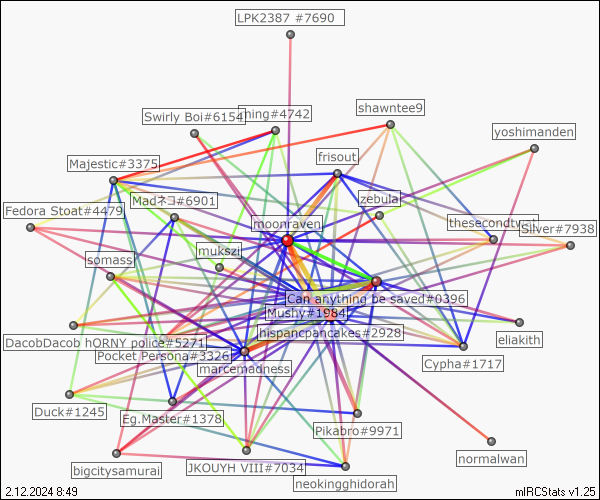 LPK2387 #7690
Swirly Boi#6154
hing#4742
shawntee9
yoshimanden
Majestic#3375
frisout
Madネコ#6901
zebula
Fedora Stoat#4479
moonraven
Silver#7938
mukszi
somass
Can anything be saved#0396
Mushy#1984
hispancpancakes#2928
DacobDacob hORNY police#5271
eliakith
Pocket Persona#3326
Cypha#1717
marcemadness
Duck#1245
Eg.Master#1378
Pikabro#9971
bigcitysamurai
JKOUYH VIII#7034
normalwan
neokingghidorah
2.12.2024 8:49
mIRCStats v1.25